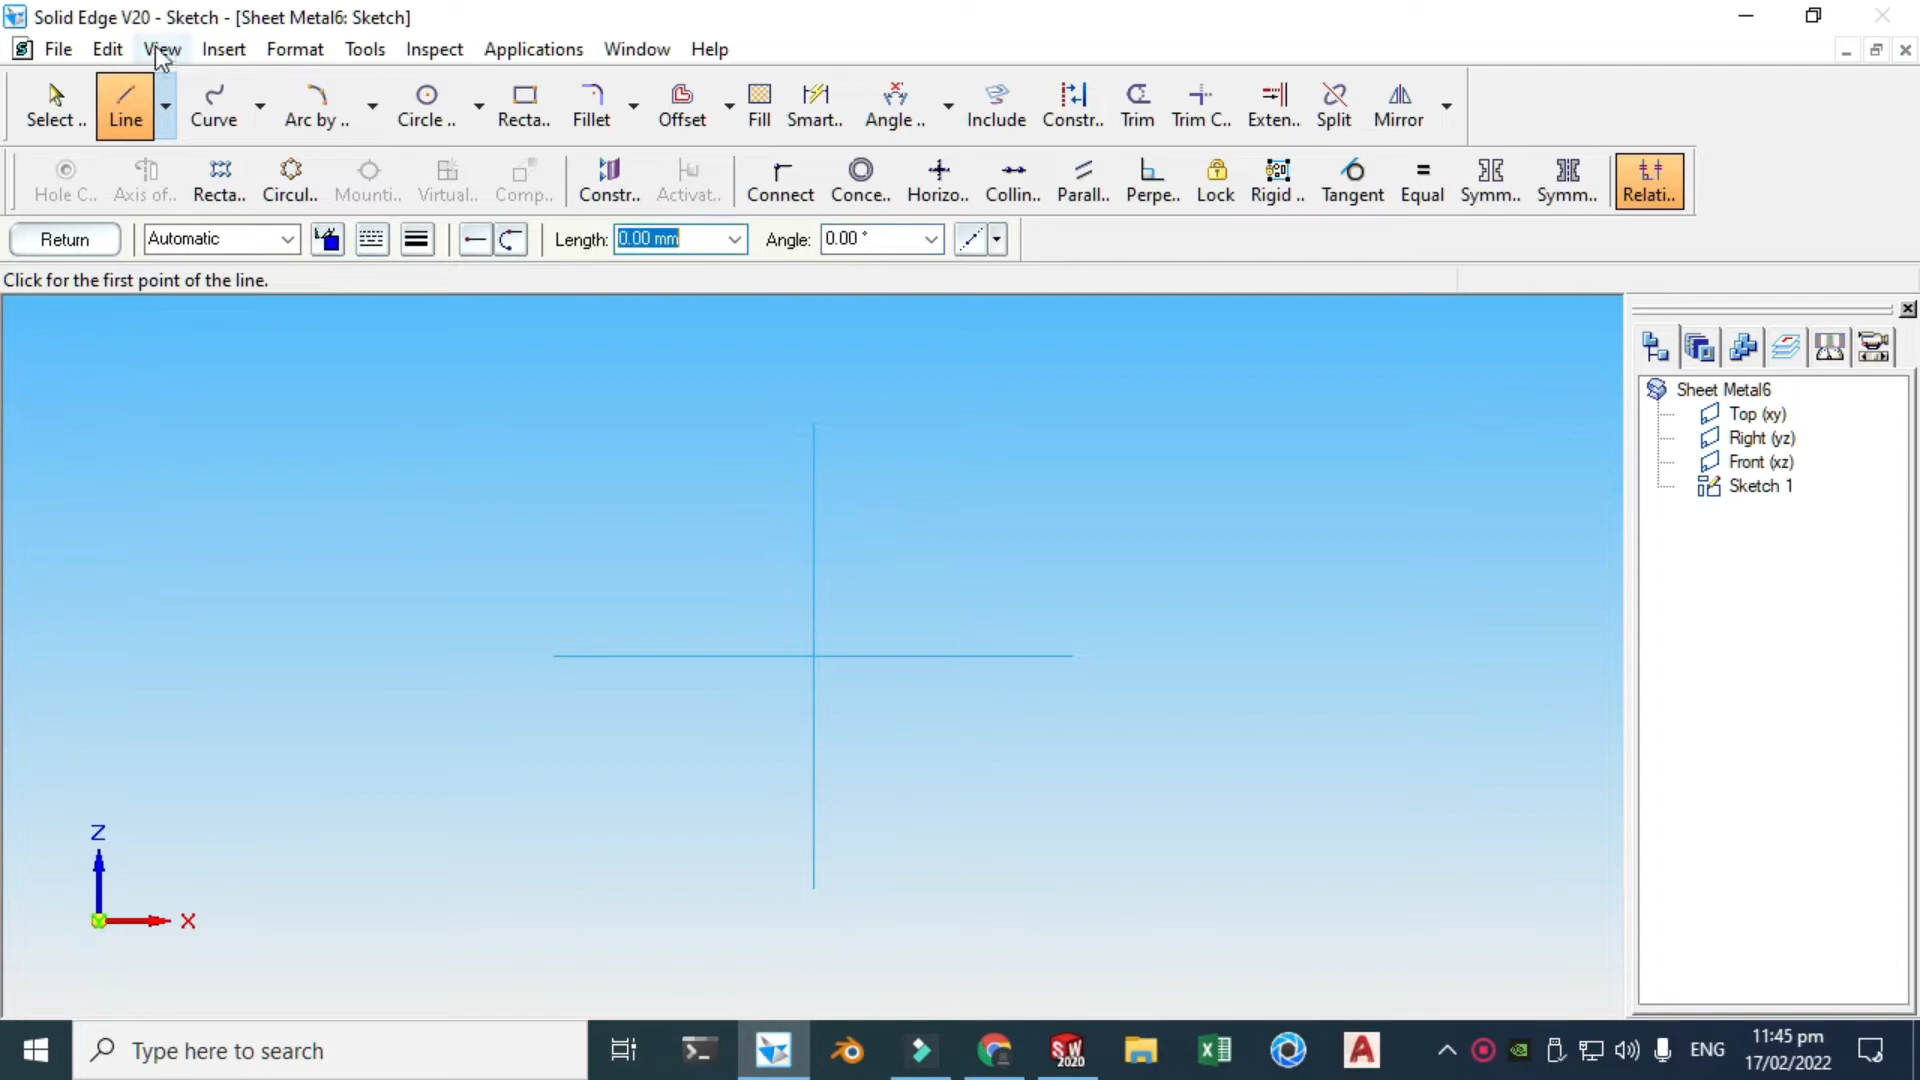 Solid Edge V20 - Sketch - [Sheet Metal6: Sketch]
File Edit View Insert Format Tools Inspect Applications Window Help
Select .. Line Curve Arc by .. Circle .. Recta.. Fillet Offset Fill Smart.. Angle .. Include Constr.. Trim Trim C.. Exten.. Split Mirror
Hole C.. Axis of.. Recta.. Circul.. Mounti.. Virtual.. Comp.. Constr.. Activat.. Connect Conce.. Horizo.. Collin.. Parall.. Perpe.. Lock Rigid .. Tangent Equal Symm.. Symm.. Relati..
Return Automatic Length: 0.00 mm Angle: 0.00 °
Click for the first point of the line.
Sheet Metal6
Top (xy)
Right (yz)
Front (xz)
Sketch 1
Z
X
Type here to search
SW
2020
ENG
11:45 pm
17/02/2022